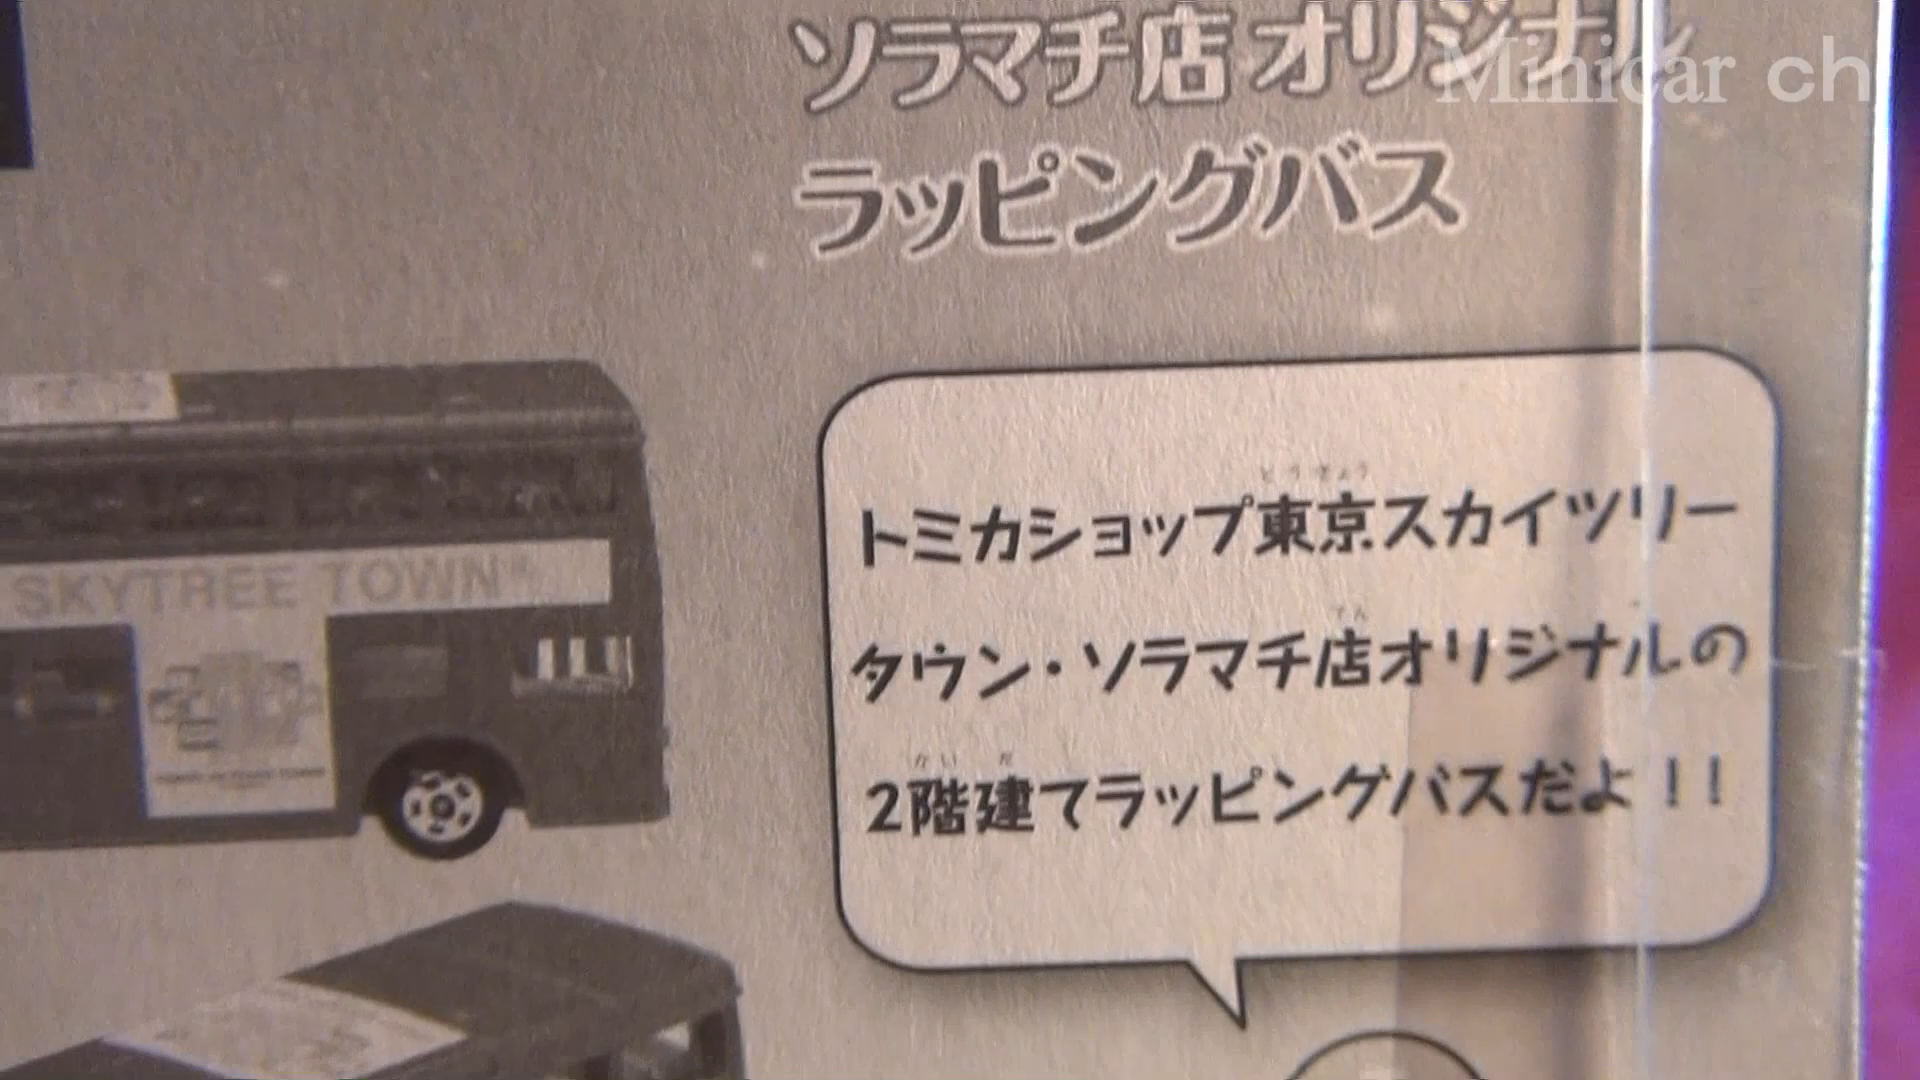 ソラマチ店 オリジナル
Minicar ch
ラッピングバス
SKYTREE TOWN
とうきょう
トミカショップ東京スカイツリー
てん
タウン・ソラマチ店オリジナルの
かい だ
2階建てラッピングバスだよ!!